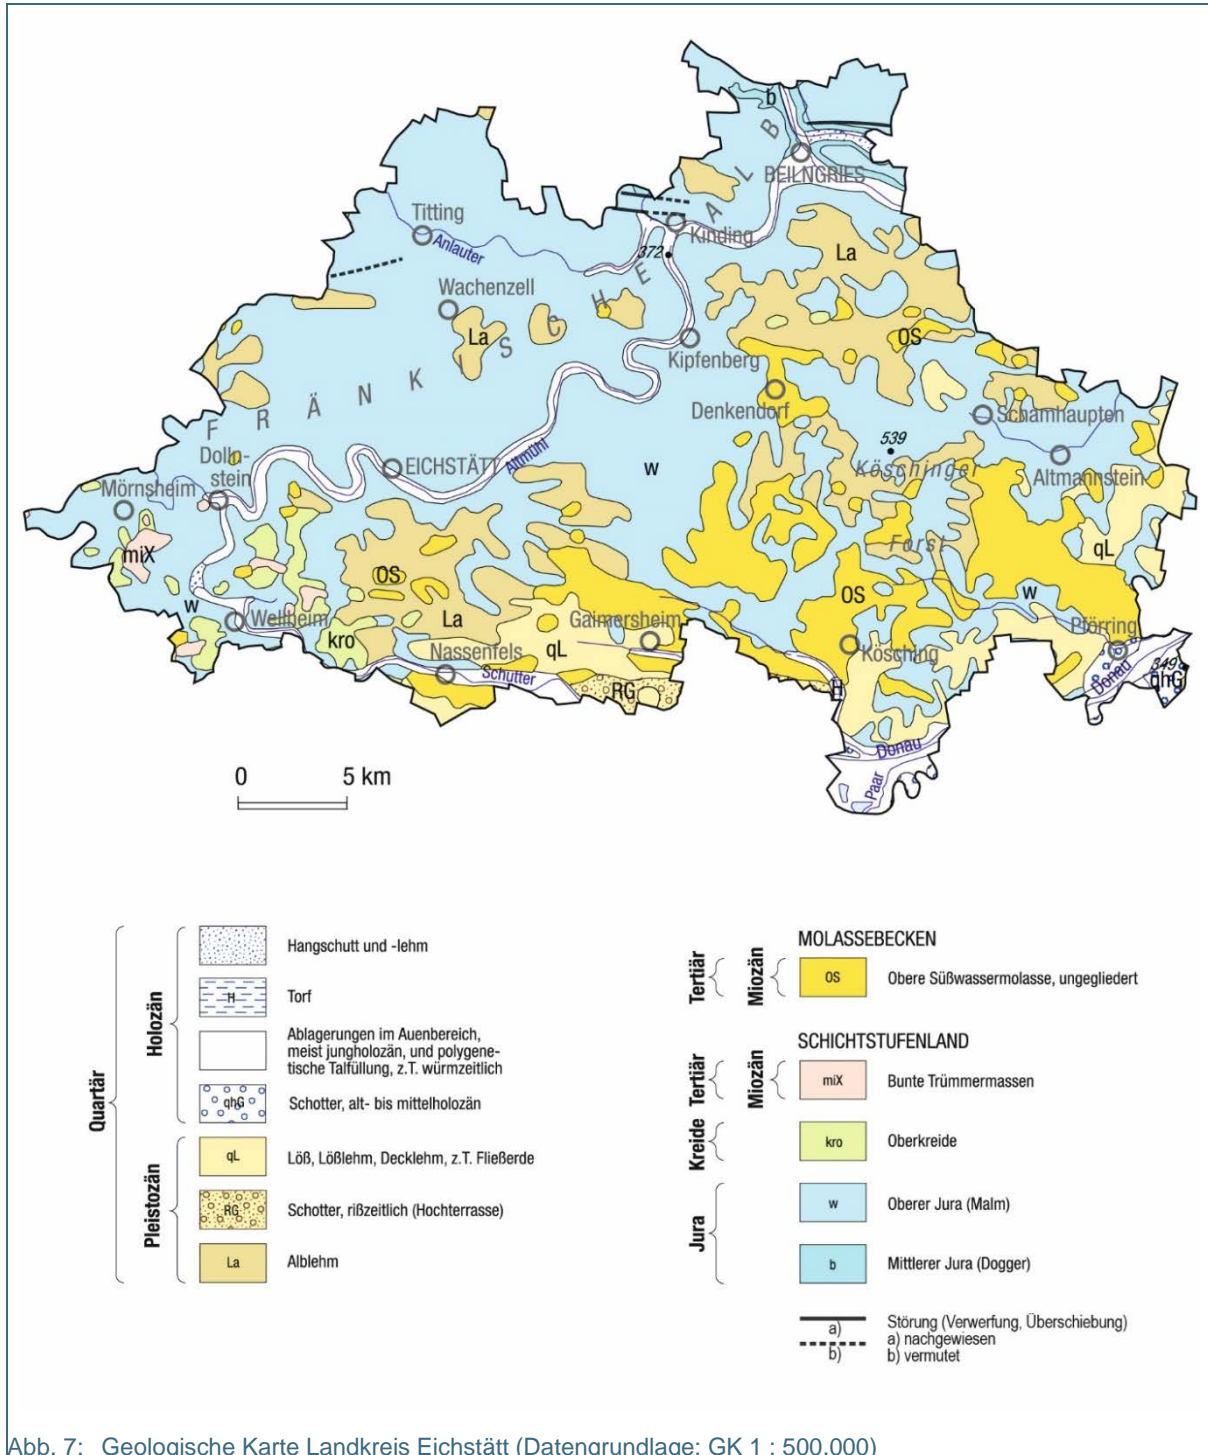 b
BEILNGRIES
Titting
Anlauter
Kinding
372
La
Wachenzell
La
OS
Kipfenberg
Denkendorf
FRÄNKISCHE ALB
Schamhaupten
539
Köschinger
Forst
Altmannstein
Dolln-
stein
EICHSTÄTT
Altmühl
w
Mörnsheim
miX
qL
OS
OS
w
w
Wellheim
La
Gaimersheim
Pförring
kro
Nassenfels
qL
Kösching
Schutter
RG
H
Donau
349
qhG
Donau
Paar
0 5 km
Quartär
Holozän
Hangschutt und -lehm
H Torf
Ablagerungen im Auenbereich,
meist jungholozän, und polygene-
tische Talfüllung, z.T. würmzeitlich
qhG Schotter, alt- bis mittelholozän
Pleistozän
qL Löß, Lößlehm, Decklehm, z.T. Fließerde
RG Schotter, rißzeitlich (Hochterrasse)
La Alblehm
MOLASSEBECKEN
Tertiär Miozän OS Obere Süßwassermolasse, ungegliedert
SCHICHTSTUFENLAND
Tertiär Miozän miX Bunte Trümmermassen
Kreide kro Oberkreide
Jura
w Oberer Jura (Malm)
b Mittlerer Jura (Dogger)
Störung (Verwerfung, Überschiebung)
a) a) nachgewiesen
b) b) vermutet
Abb. 7: Geologische Karte Landkreis Eichstätt (Datengrundlage: GK 1 : 500.000)